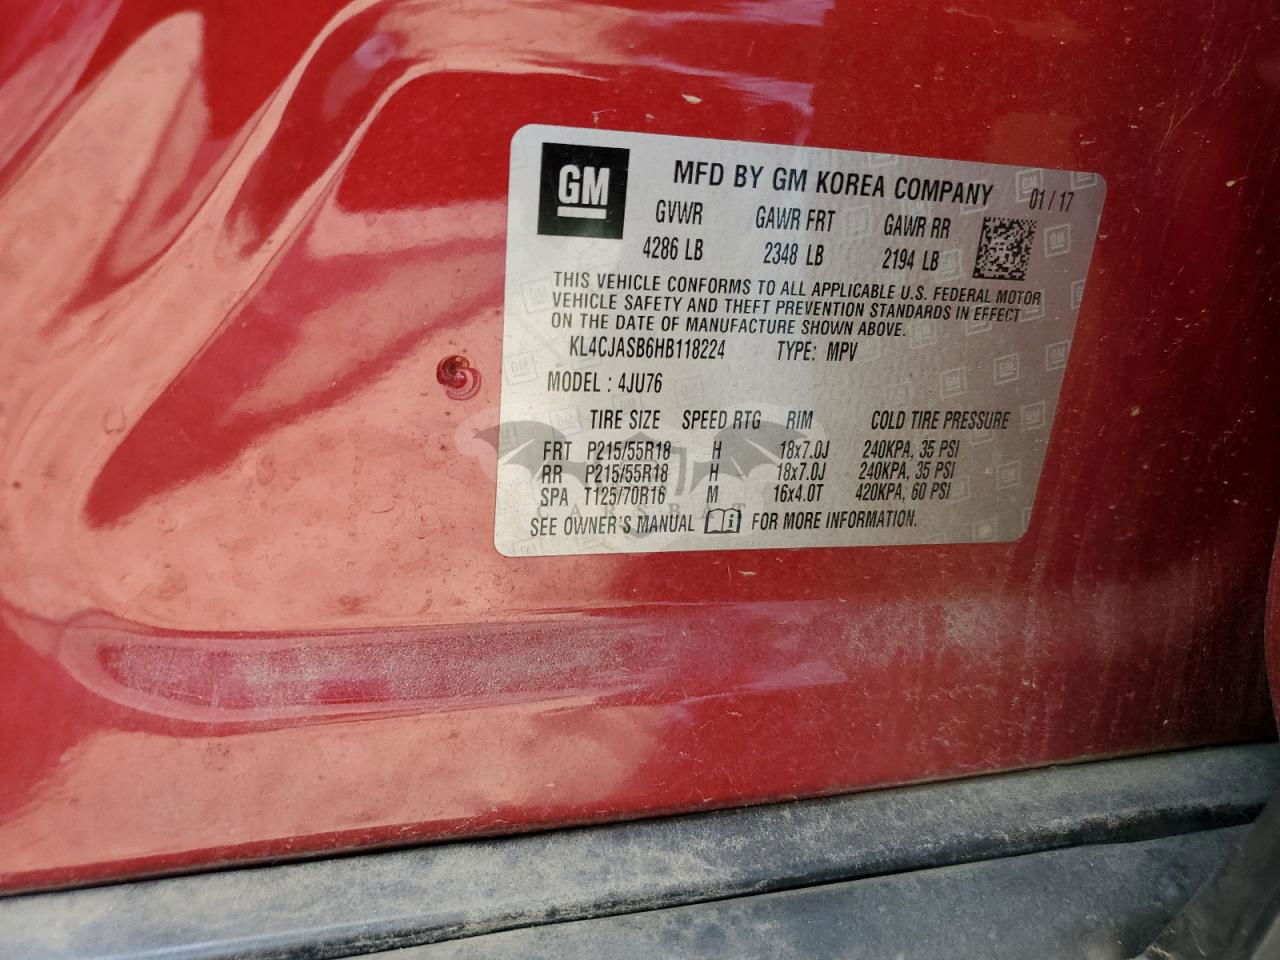 GM
MFD BY GM KOREA COMPANY 01 / 17
GVWR GAWR FRT GAWR RR
4286 LB 2348 LB 2194 LB
THIS VEHICLE CONFORMS TO ALL APPLICABLE U.S. FEDERAL MOTOR
VEHICLE SAFETY AND THEFT PREVENTION STANDARDS IN EFFECT
ON THE DATE OF MANUFACTURE SHOWN ABOVE.
KL4CJASB6HB118224 TYPE: MPV
MODEL : 4JU76
TIRE SIZE SPEED RTG RIM COLD TIRE PRESSURE
FRT P215/55R18 H 18x7.0J 240KPA, 35 PSI
RR P215/55R18 H 18x7.0J 240KPA, 35 PSI
SPA T125/70R16 M 16x4.0T 420KPA, 60 PSI
CARSBAT
SEE OWNER'S MANUAL FOR MORE INFORMATION.